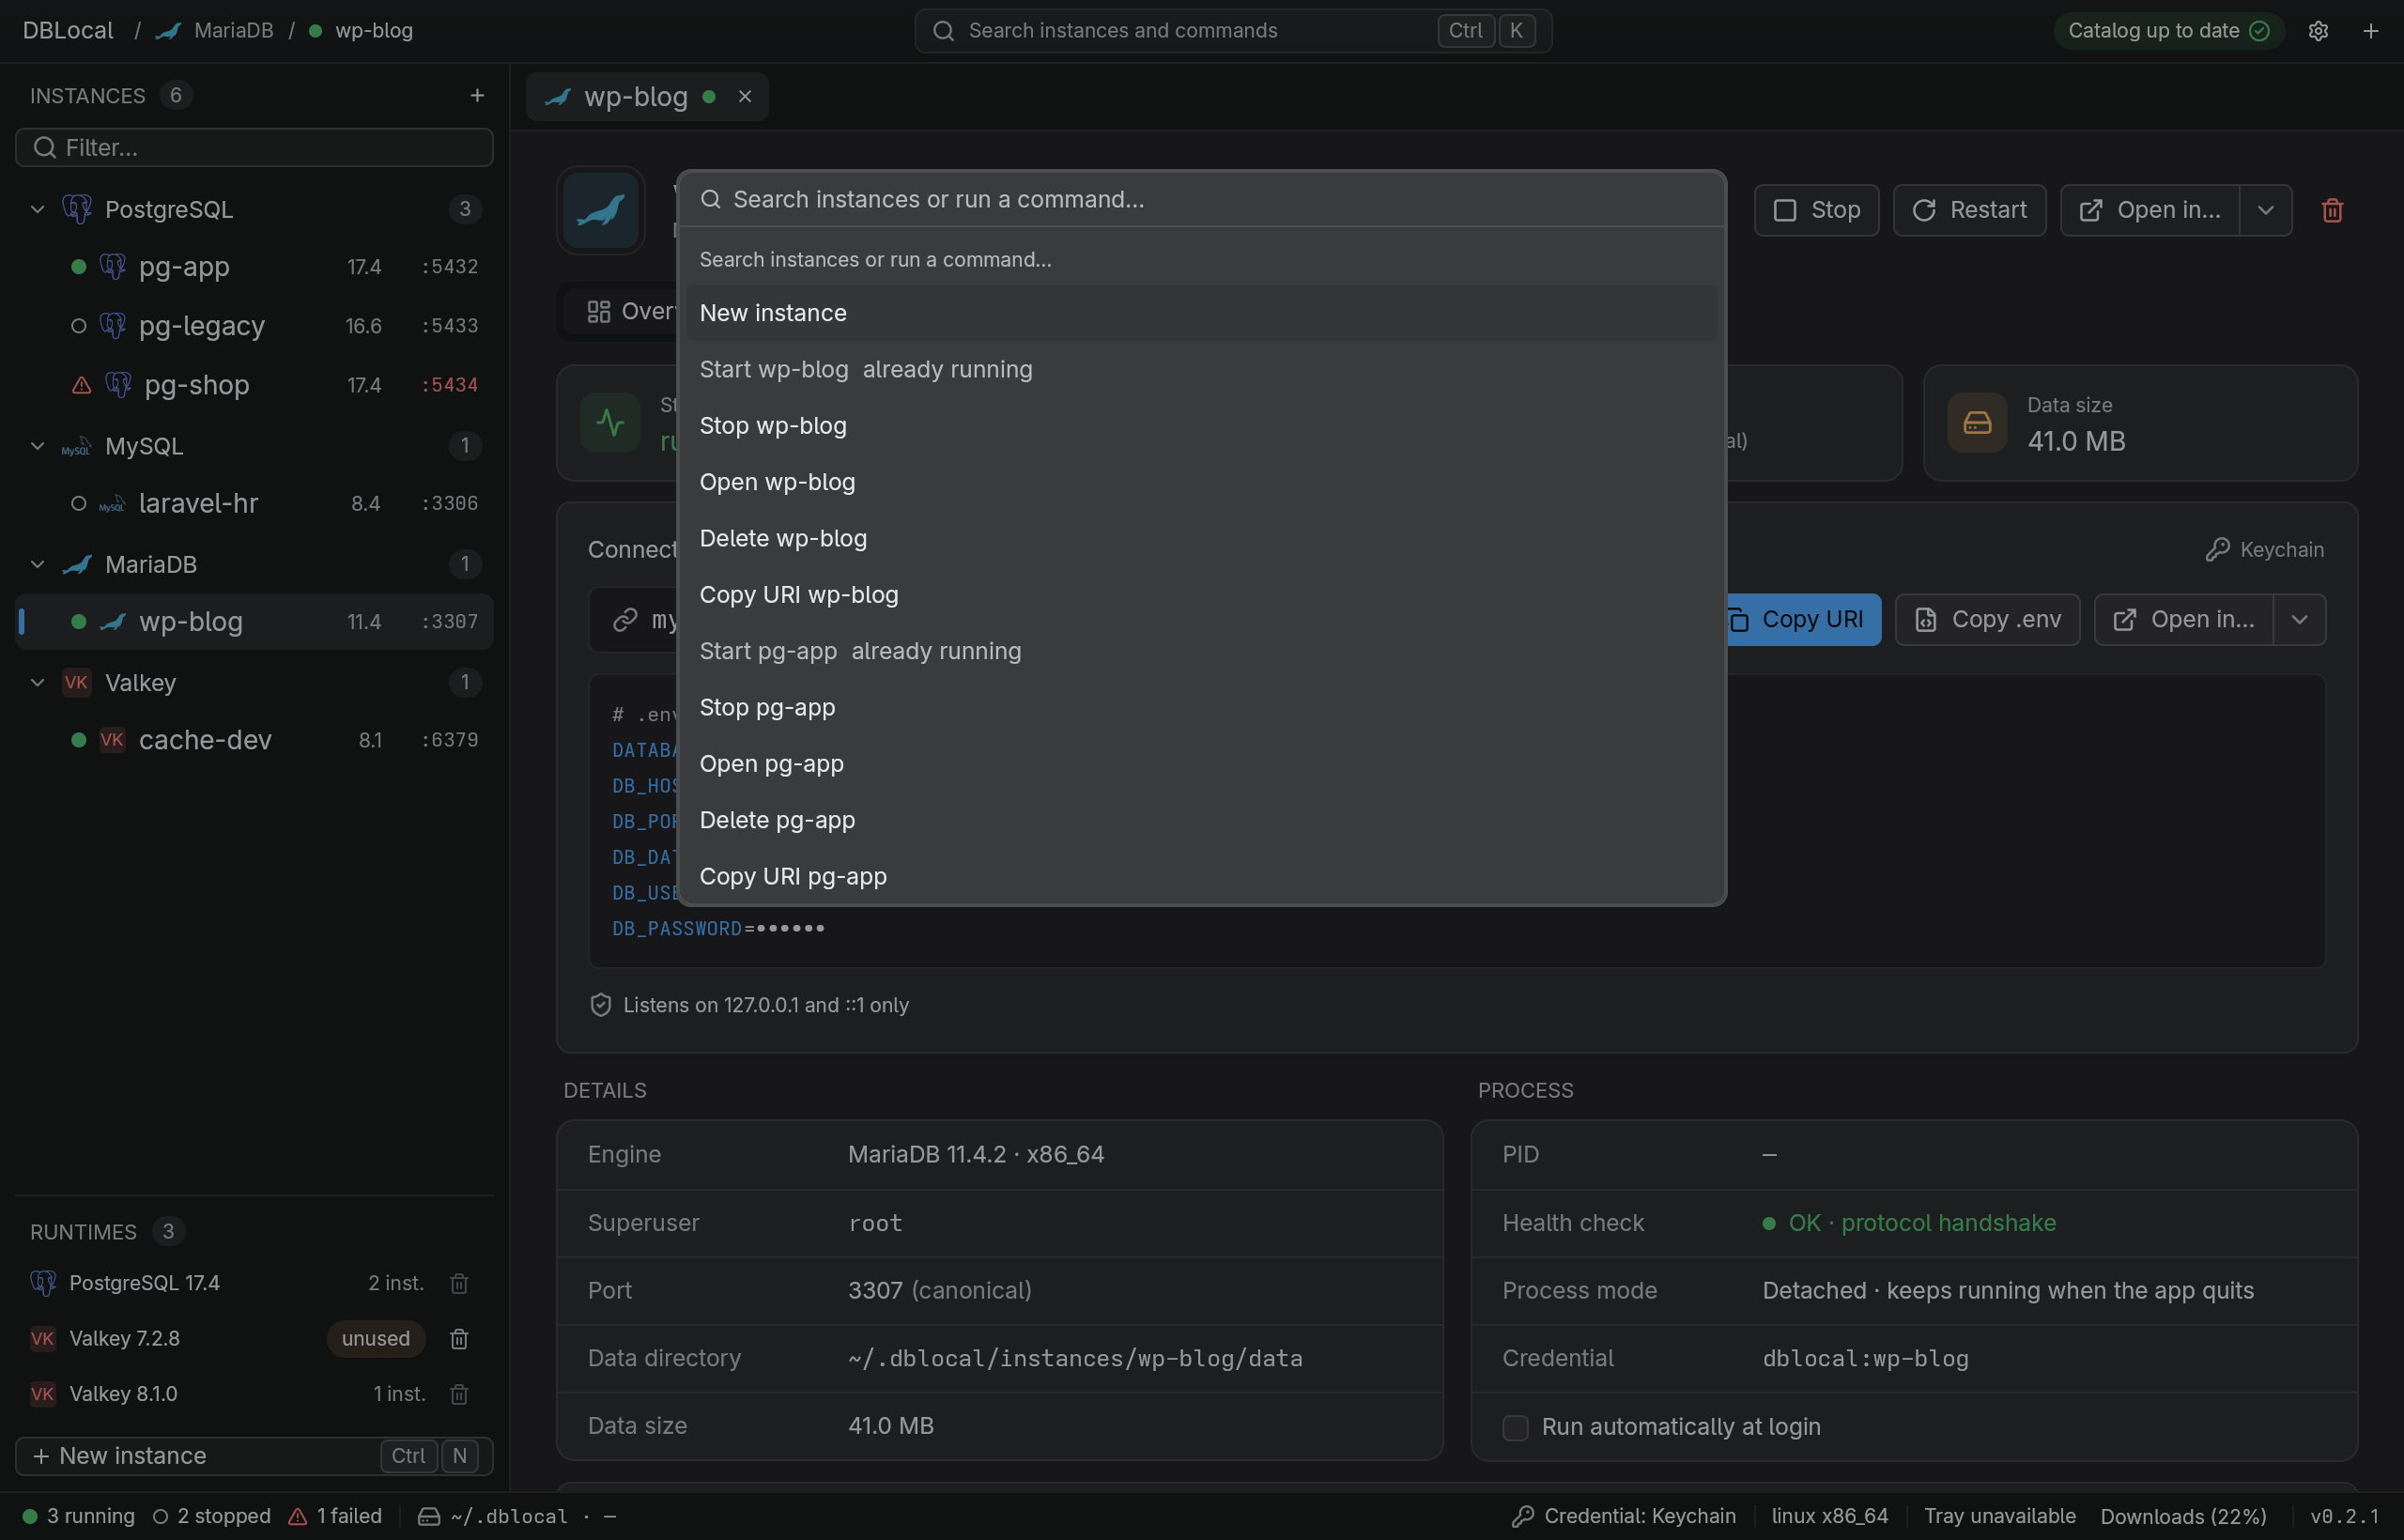 DBLocal / MariaDB / wp-blog
Search instances and commands Ctrl K
Catalog up to date
INSTANCES 6
Filter...
PostgreSQL 3
pg-app 17.4 :5432
pg-legacy 16.6 :5433
pg-shop 17.4 :5434
MySQL 1
laravel-hr 8.4 :3306
MariaDB 1
wp-blog 11.4 :3307
Valkey 1
VK cache-dev 8.1 :6379
RUNTIMES 3
PostgreSQL 17.4 2 inst.
VK Valkey 7.2.8 unused
VK Valkey 8.1.0 1 inst.
+ New instance Ctrl N
wp-blog
Stop Restart Open in...
Search instances or run a command...
Search instances or run a command...
New instance
Start wp-blog already running
Stop wp-blog
Open wp-blog
Delete wp-blog
Copy URI wp-blog
Start pg-app already running
Stop pg-app
Open pg-app
Delete pg-app
Copy URI pg-app
Data size
41.0 MB
Keychain
Copy URI Copy .env Open in...
DB_PASSWORD=••••••
Listens on 127.0.0.1 and ::1 only
DETAILS
Engine MariaDB 11.4.2 · x86_64
Superuser root
Port 3307 (canonical)
Data directory ~/.dblocal/instances/wp-blog/data
Data size 41.0 MB
PROCESS
PID —
Health check OK · protocol handshake
Process mode Detached · keeps running when the app quits
Credential dblocal:wp-blog
Run automatically at login
3 running 2 stopped 1 failed ~/.dblocal · —
Credential: Keychain linux x86_64 Tray unavailable Downloads (22%) v0.2.1